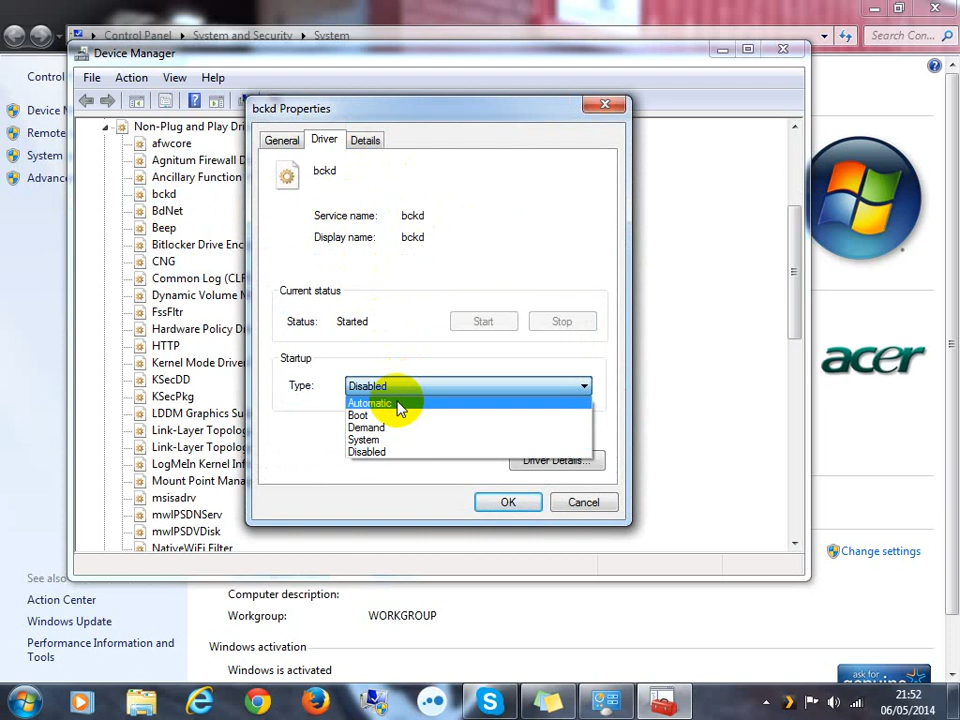 Control Panel
System and Security
System
Search Con...
Control
Device M
Remote
System
Advanc
Device Manager
File
Action
View
Help
Non-Plug and Play Dri
afwcore
Agnitum Firewall D
Ancillary Function
bckd
BdNet
Beep
Bitlocker Drive Enc
CNG
Common Log (CLF
Dynamic Volume M
FssFltr
Hardware Policy D
HTTP
Kernel Mode Driver
KSecDD
KSecPkg
LDDM Graphics Su
Link-Layer Topolo
Link-Layer Topolo
LogMeIn Kernel Inf
Mount Point Mana
msisadrv
mwlPSDNServ
mwlPSDVDisk
NativeWiFi Filter
bckd Properties
General
Driver
Details
bckd
Service name: bckd
Display name: bckd
Current status
Status: Started
Start
Stop
Startup
Type: Disabled
Automatic
Boot
Demand
System
Disabled
Driver Details...
OK
Cancel
acer
Change settings
See also
Action Center
Windows Update
Performance Information and
Tools
Computer description:
Workgroup: WORKGROUP
Windows activation
Windows is activated
ask for
genuine
21:52
06/05/2014